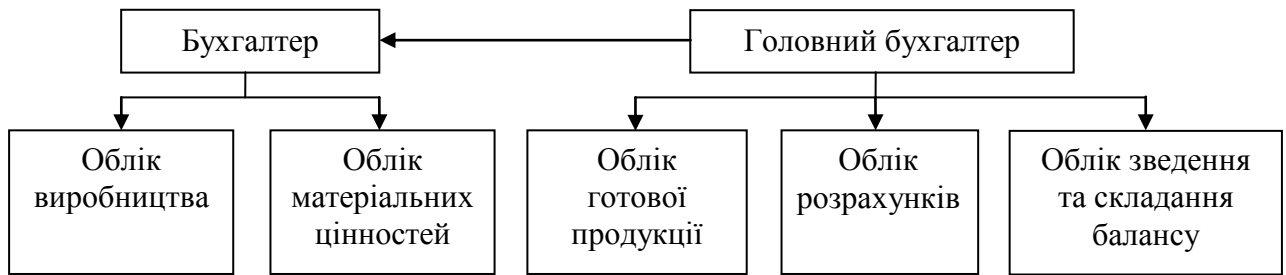 Бухгалтер
Головний бухгалтер
Облік
виробництва
Облік
матеріальних
цінностей
Облік
готової
продукції
Облік
розрахунків
Облік зведення
та складання
балансу